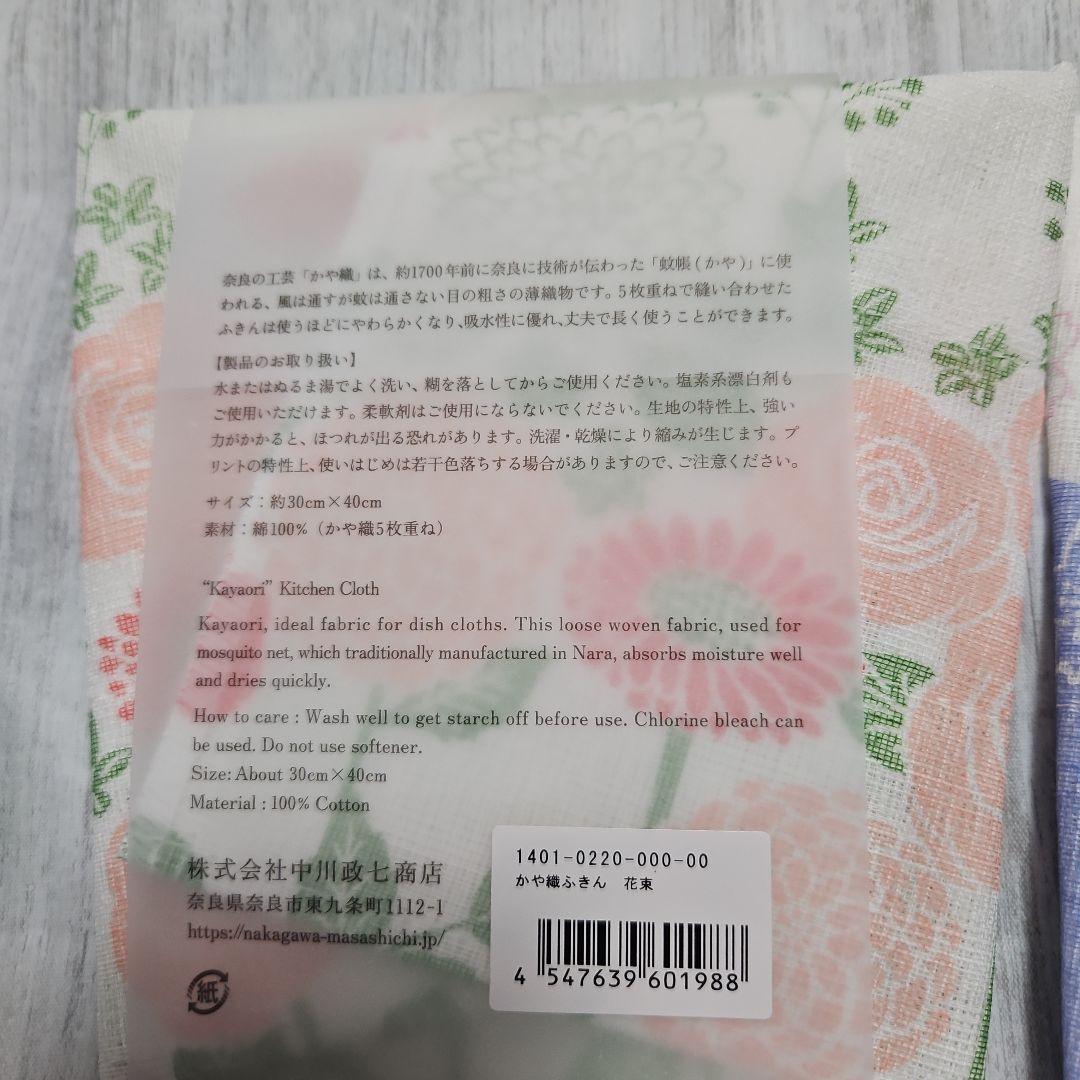 奈良の工芸「かや織」は、約1700年前に奈良に技術が伝わった「蚊帳(かや)」に使
われる、風は通すが蚊は通さない目の粗さの薄織物です。5枚重ねで縫い合わせた
ふきんは使うほどにやわらかくなり、吸水性に優れ、丈夫で長く使うことができます。
【製品のお取り扱い】
水またはぬるま湯でよく洗い、糊を落としてからご使用ください。塩素系漂白剤も
ご使用いただけます。柔軟剤はご使用にならないでください。生地の特性上、強い
力がかかると、ほつれが出る恐れがあります。洗濯・乾燥により縮みが生じます。プ
リントの特性上、使いはじめは若干色落ちする場合がありますので、ご注意ください。
サイズ：約30cm×40cm
素材：綿100%（かや織5枚重ね）
“Kayaori” Kitchen Cloth
Kayaori, ideal fabric for dish cloths. This loose woven fabric, used for
mosquito net, which traditionally manufactured in Nara, absorbs moisture well
and dries quickly.
How to care : Wash well to get starch off before use. Chlorine bleach can
be used. Do not use softener.
Size: About 30cm×40cm
Material : 100% Cotton
株式会社中川政七商店
奈良県奈良市東九条町1112-1
https://nakagawa-masashichi.jp/
紙
1401-0220-000-00
かや織ふきん 花束
4 547639 601988